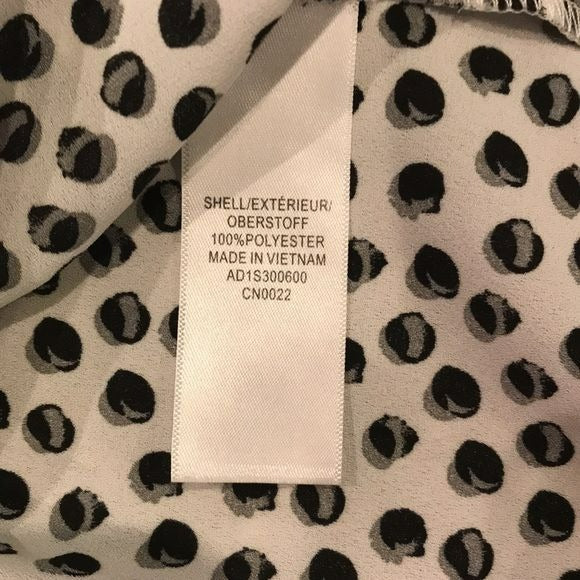 SHELL/EXTÉRIEUR/
OBERSTOFF
100%POLYESTER
MADE IN VIETNAM
AD1S300600
CN0022